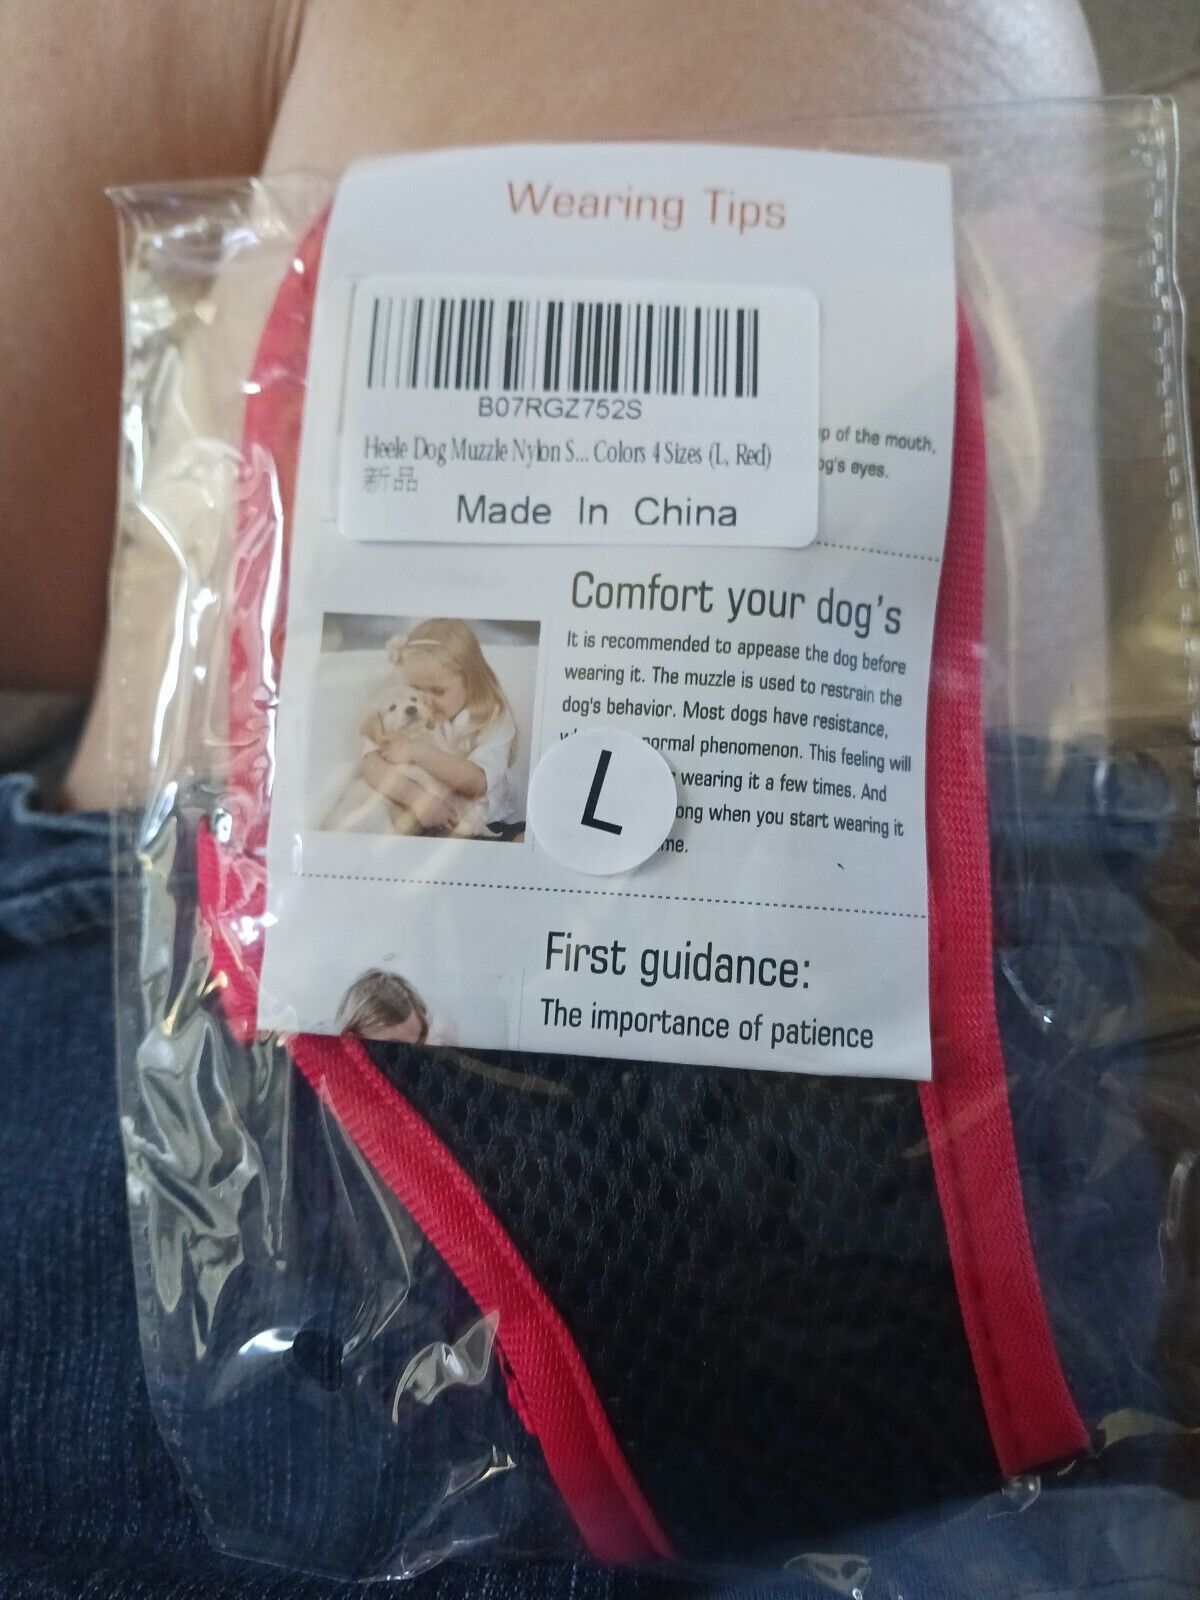 Wearing Tips
B07RGZ752S
Heele Dog Muzzle Nylon S... Colors 4 Sizes (L, Red)
新品
Made In China
of the mouth,
eyes.
Comfort your dog's
It is recommended to appease the dog before
wearing it. The muzzle is used to restrain the
dog's behavior. Most dogs have resistance,
normal phenomenon. This feeling will
wearing it a few times. And
when you start wearing it
L
First guidance:
The importance of patience